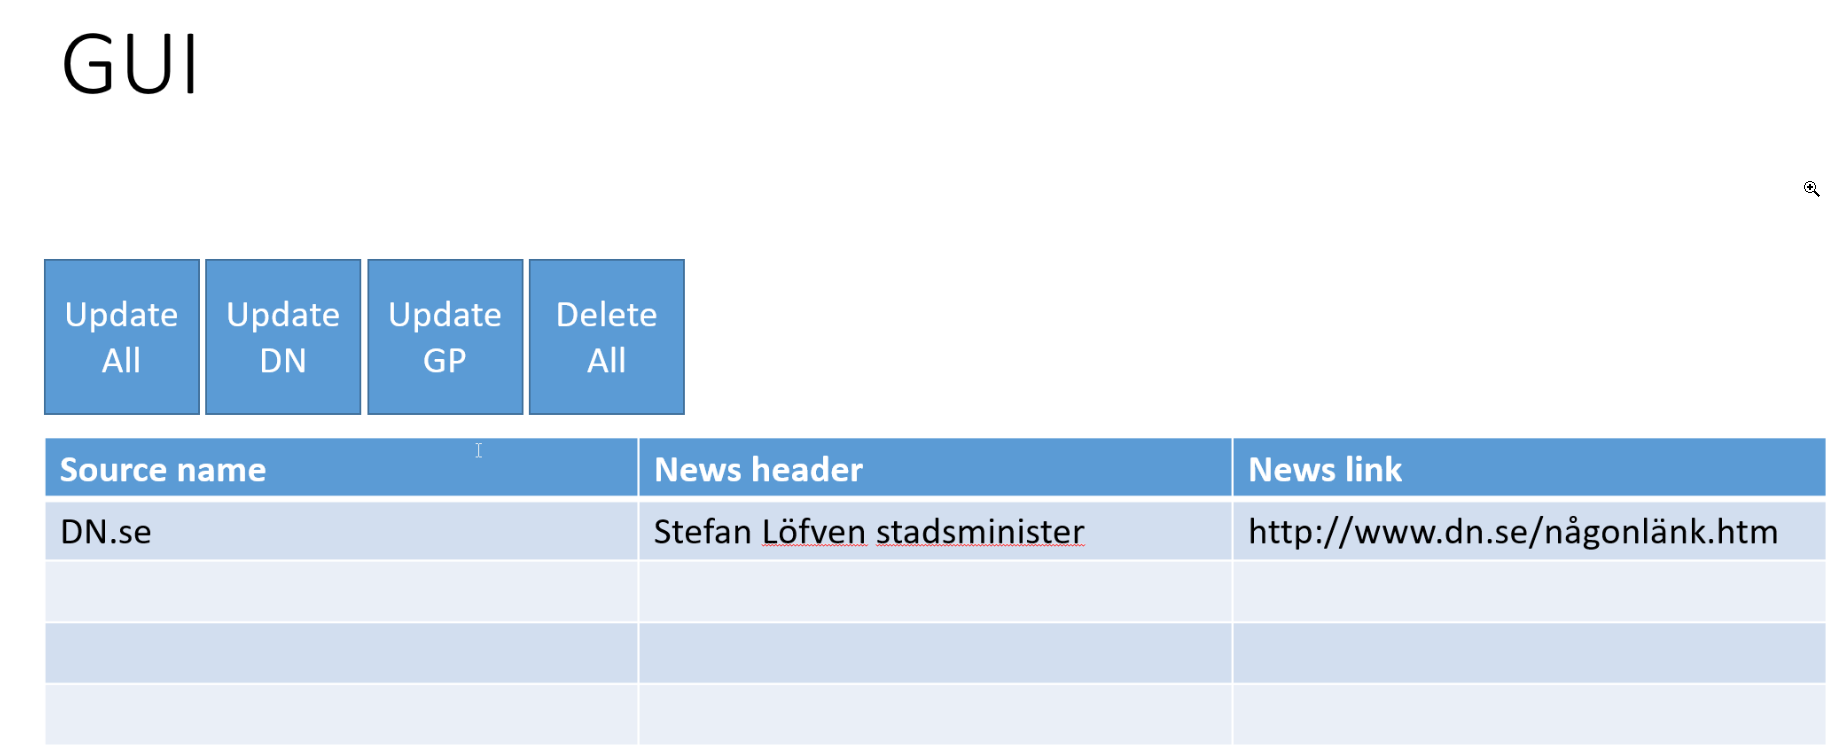 GUI
Update
All
Update
DN
Update
GP
Delete
All
Source name
News header
News link
DN.se
Stefan Löfven stadsminister
http://www.dn.se/någonlänk.htm